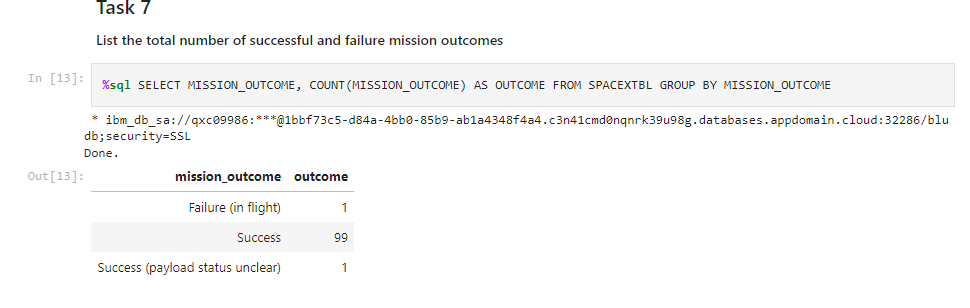 Task 7
List the total number of successful and failure mission outcomes
In [13]: %sql SELECT MISSION_OUTCOME, COUNT(MISSION_OUTCOME) AS OUTCOME FROM SPACEXTBL GROUP BY MISSION_OUTCOME
* ibm_db_sa://qxc09986:***@1bbf73c5-d84a-4bb0-85b9-ab1a4348f4a4.c3n41cmd0nqnrk39u98g.databases.appdomain.cloud:32286/blu
db;security=SSL
Done.
Out[13]: mission_outcome outcome
Failure (in flight) 1
Success 99
Success (payload status unclear) 1